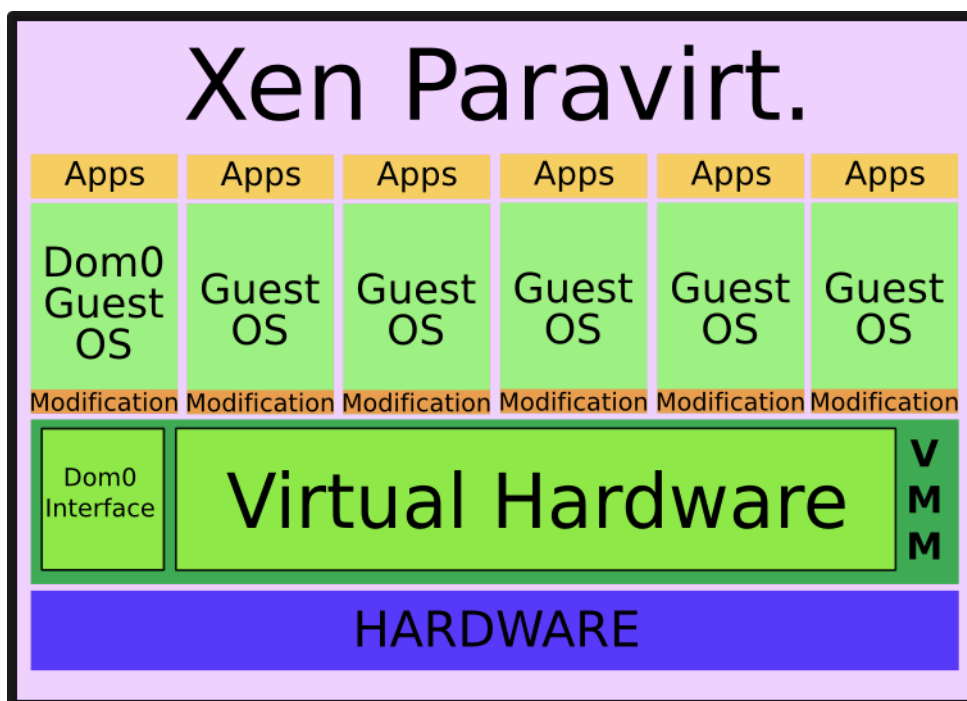 Xen Paravirt.
Apps Apps Apps Apps Apps Apps
Dom0
Guest
OS
Guest
OS
Guest
OS
Guest
OS
Guest
OS
Guest
OS
Modification Modification Modification Modification Modification Modification
Dom0
Interface
Virtual Hardware
V
M
M
HARDWARE